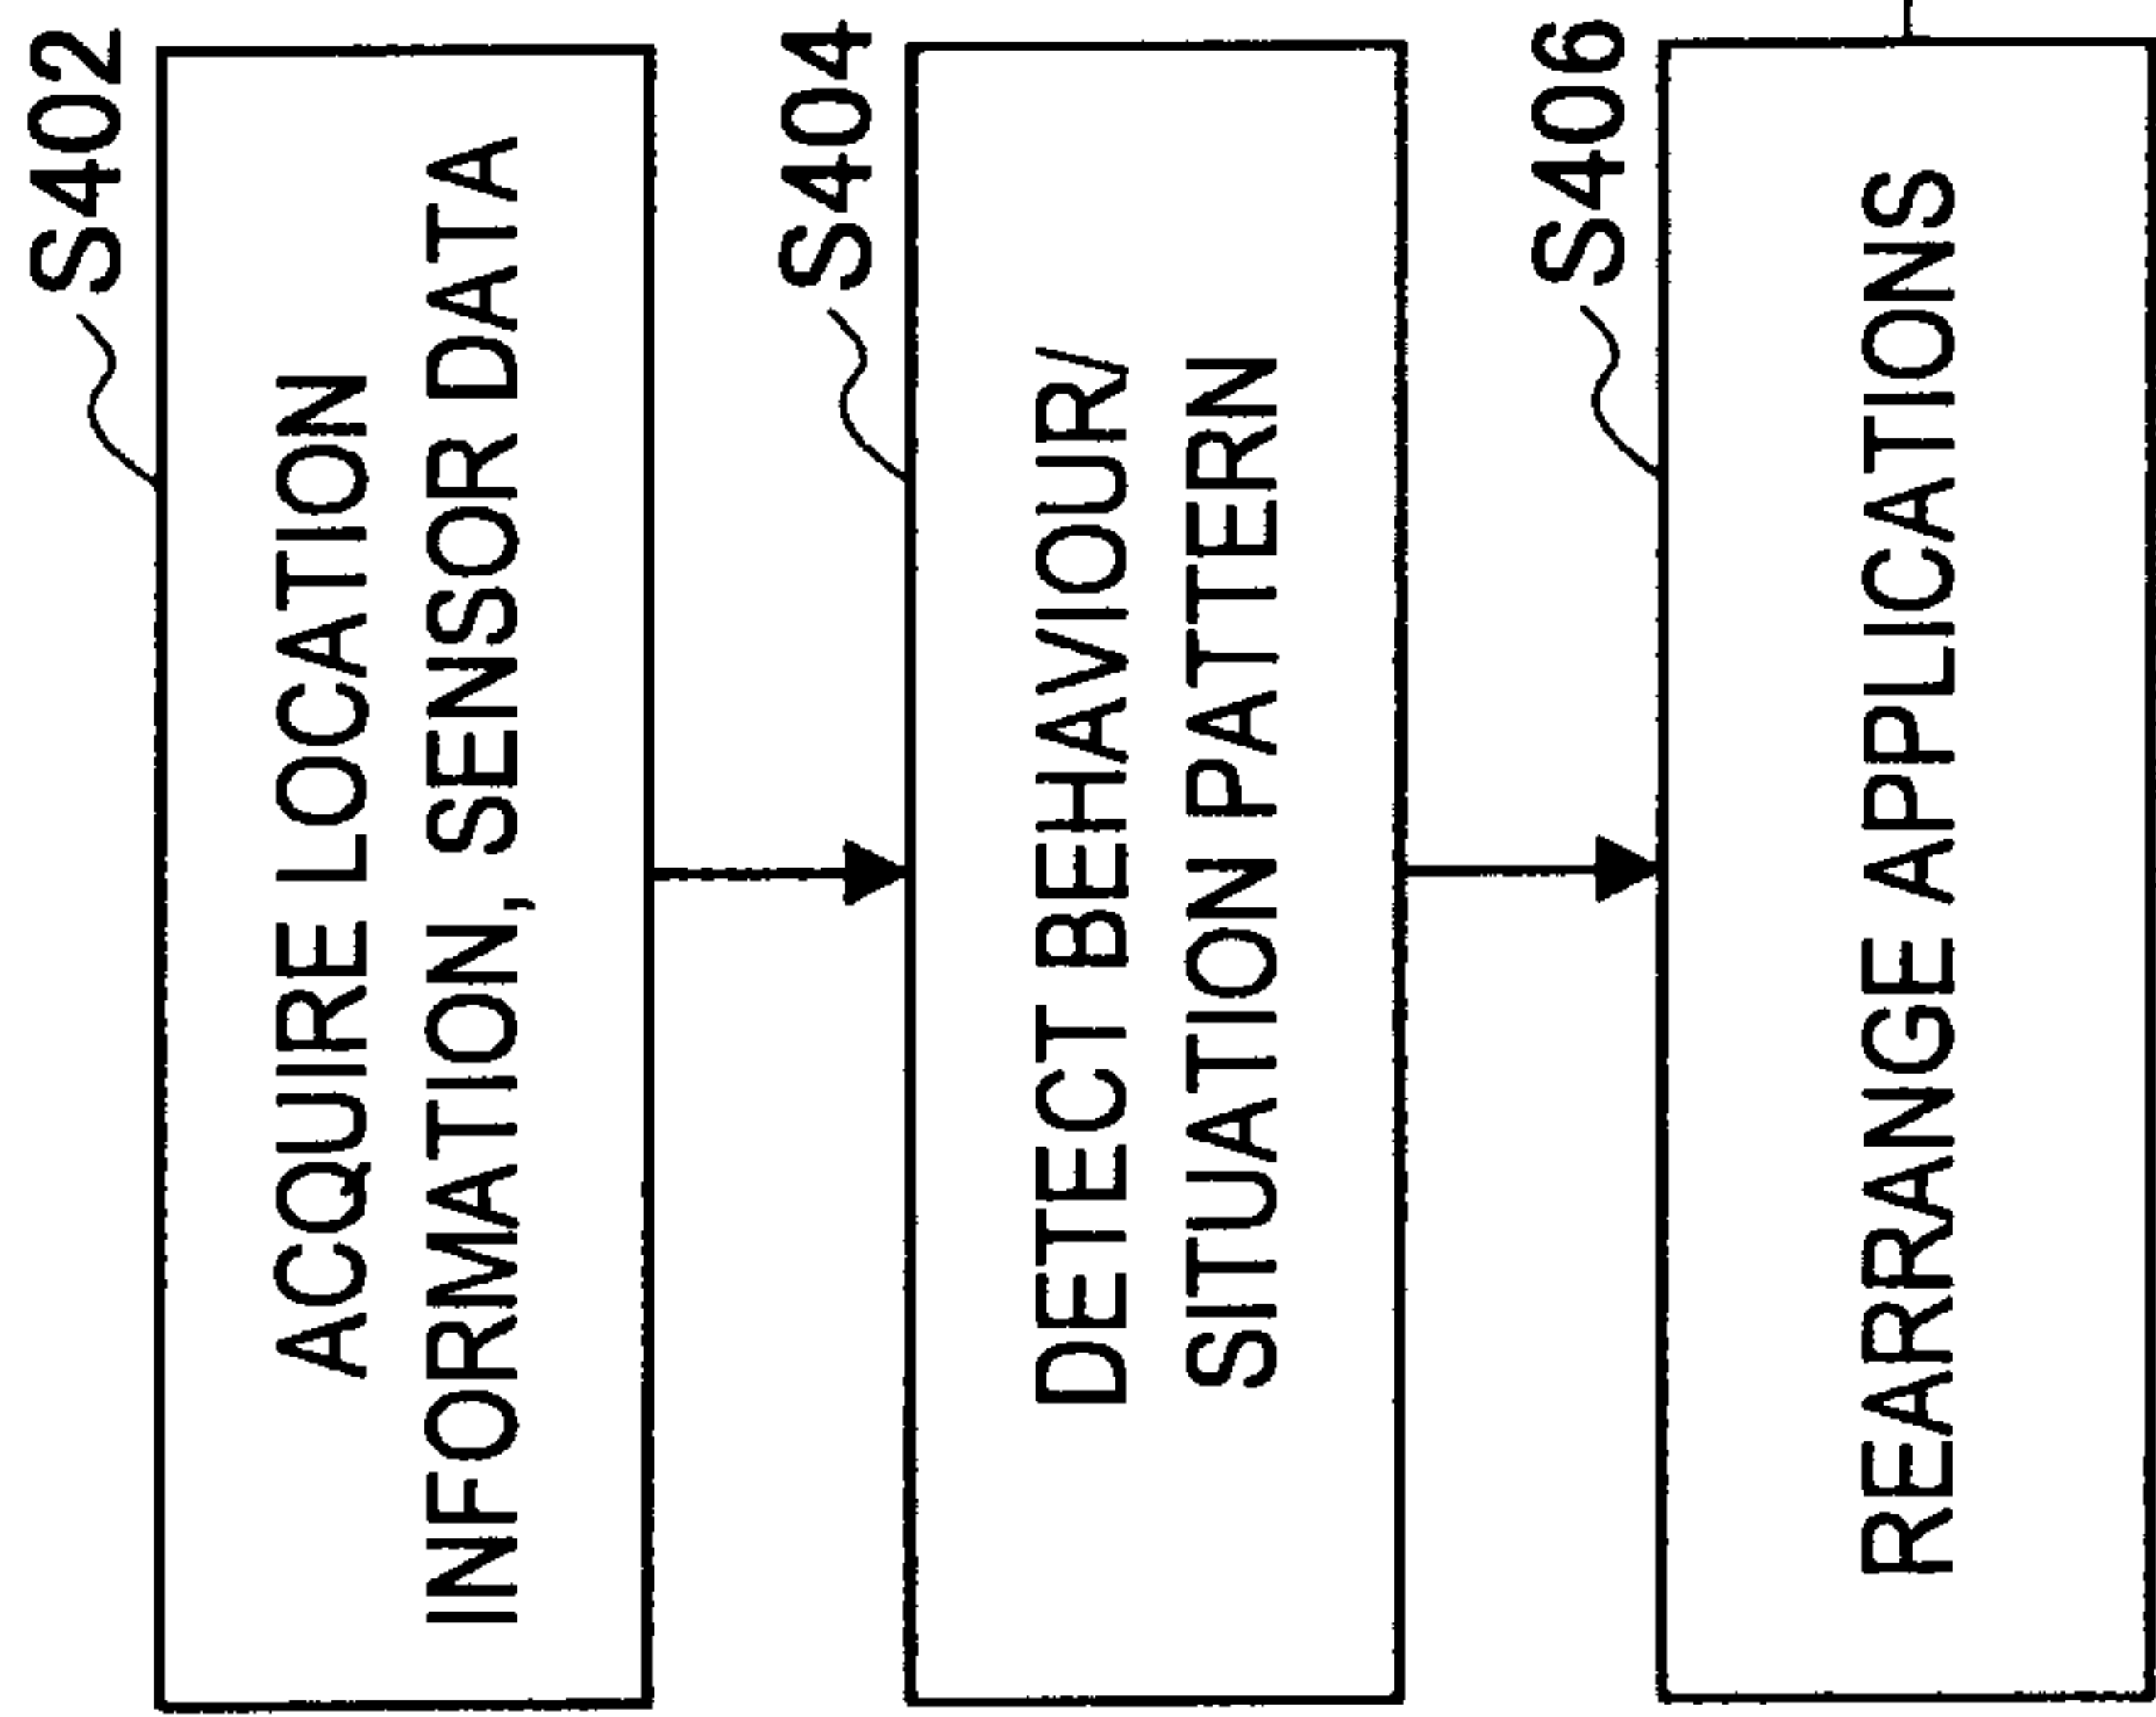 S402
ACQUIRE LOCATION
INFORMATION, SENSOR DATA
S404
DETECT BEHAVIOUR/
SITUATION PATTERN
S406
REARRANGE APPLICATIONS